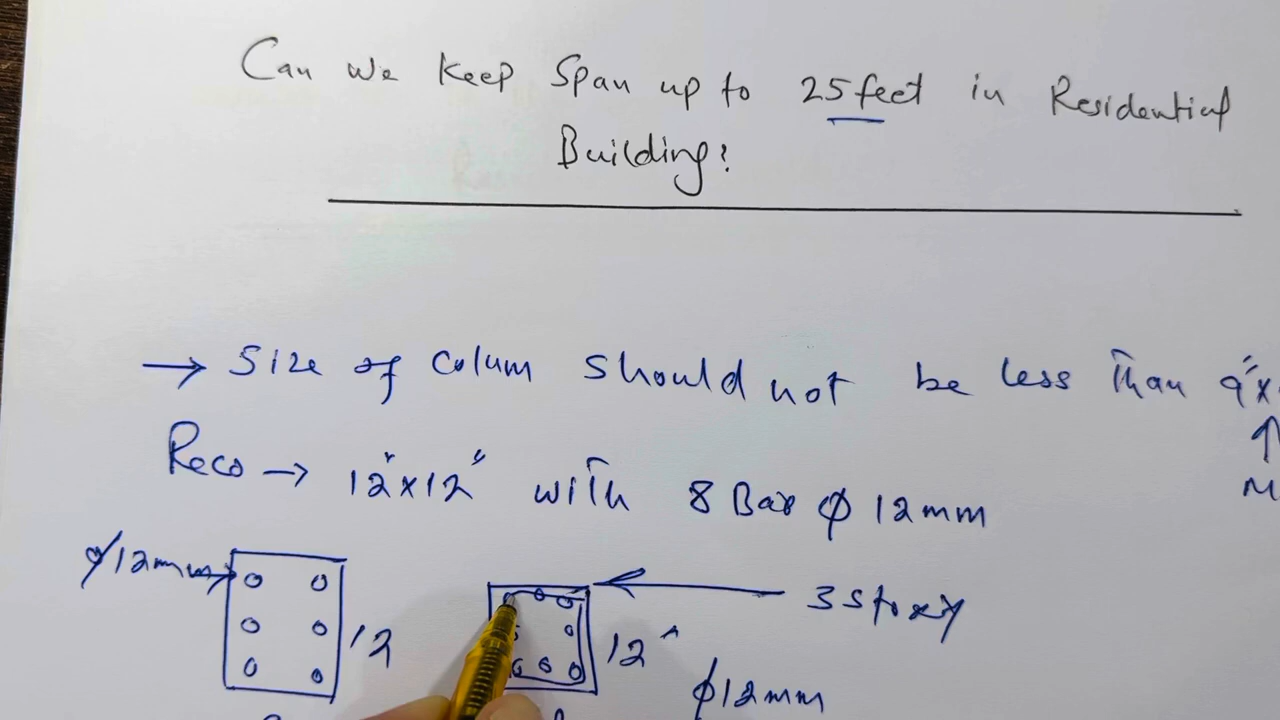 Can we Keep Span up to 25feet in Residential
Building?
→ Size of Colum should not be less Than 9"x
Reco → 12"x12" with 8 Bar ϕ 12mm
ϕ12mm
12
12"
3 Storey
ϕ12mm